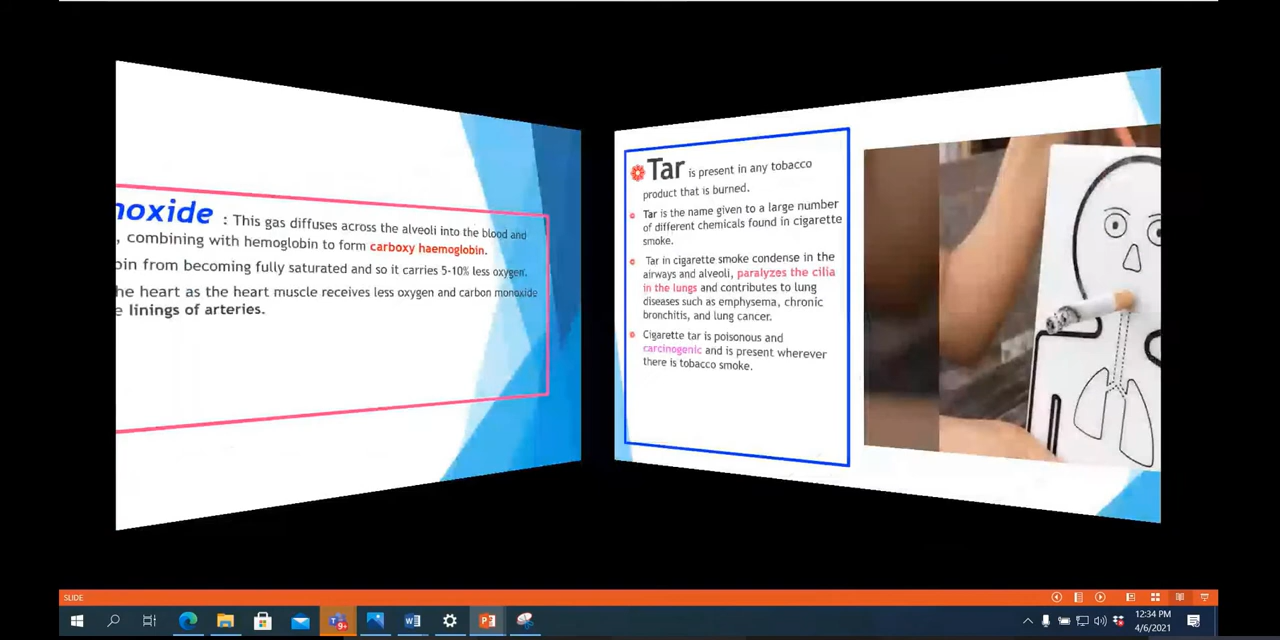 noxide : This gas diffuses across the alveoli into the blood and
, combining with hemoglobin to form carboxy haemoglobin.
bin from becoming fully saturated and so it carries 5-10% less oxygen.
he heart as the heart muscle receives less oxygen and carbon monoxide
e linings of arteries.
Tar is present in any tobacco
product that is burned.
Tar is the name given to a large number
of different chemicals found in cigarette
smoke.
Tar in cigarette smoke condense in the
airways and alveoli, paralyzes the cilia
in the lungs and contributes to lung
diseases such as emphysema, chronic
bronchitis, and lung cancer.
Cigarette tar is poisonous and
carcinogenic and is present wherever
there is tobacco smoke.
SLIDE
9+
12:34 PM
4/6/2021